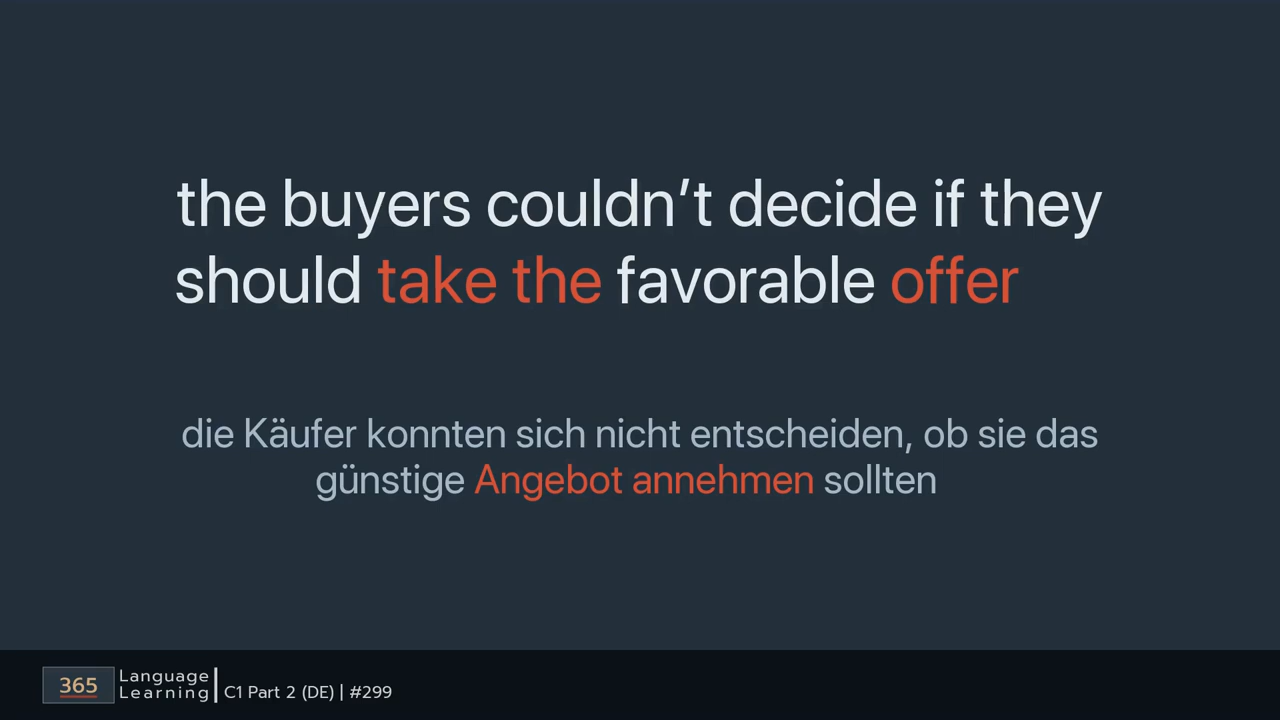 the buyers couldn’t decide if they
should take the favorable offer
die Käufer konnten sich nicht entscheiden, ob sie das
günstige Angebot annehmen sollten
365
Language
Learning
C1 Part 2 (DE) | #299